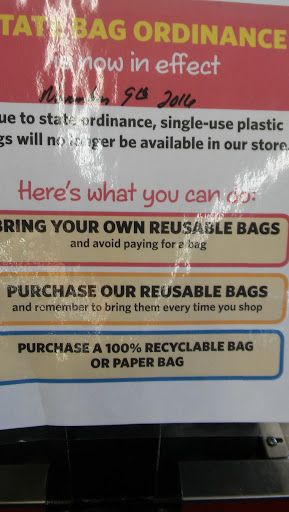 TATE BAG ORDINANCE
is now in effect
November 9th 2016
ue to state ordinance, single-use plastic
gs will no longer be available in our store
Here's what you can do:
BRING YOUR OWN REUSABLE BAGS
and avoid paying for a bag
PURCHASE OUR REUSABLE BAGS
and remember to bring them every time you shop
PURCHASE A 100% RECYCLABLE BAG
OR PAPER BAG